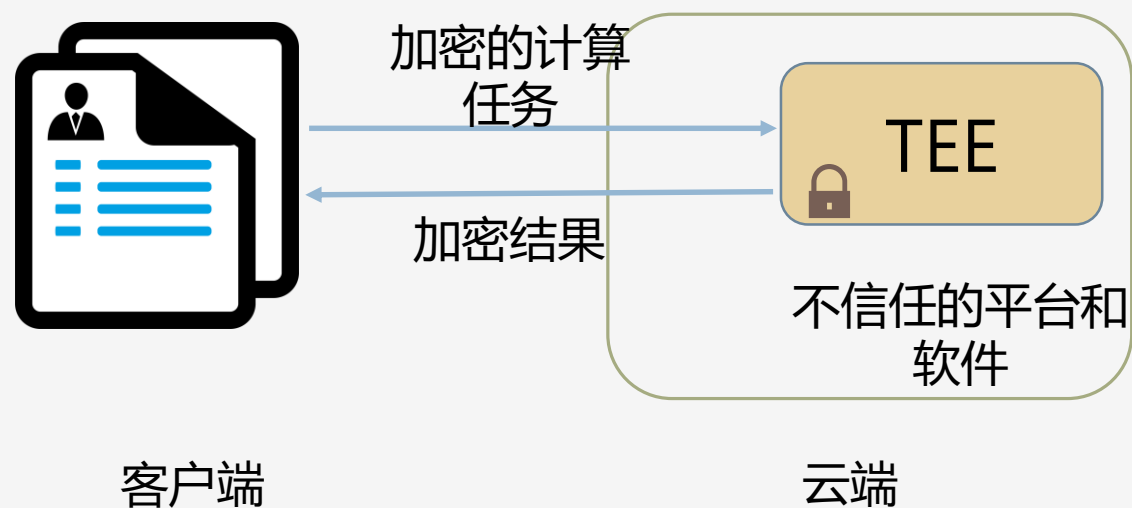 加密的计算
任务
TEE
加密结果
不信任的平台和
软件
客户端
云端